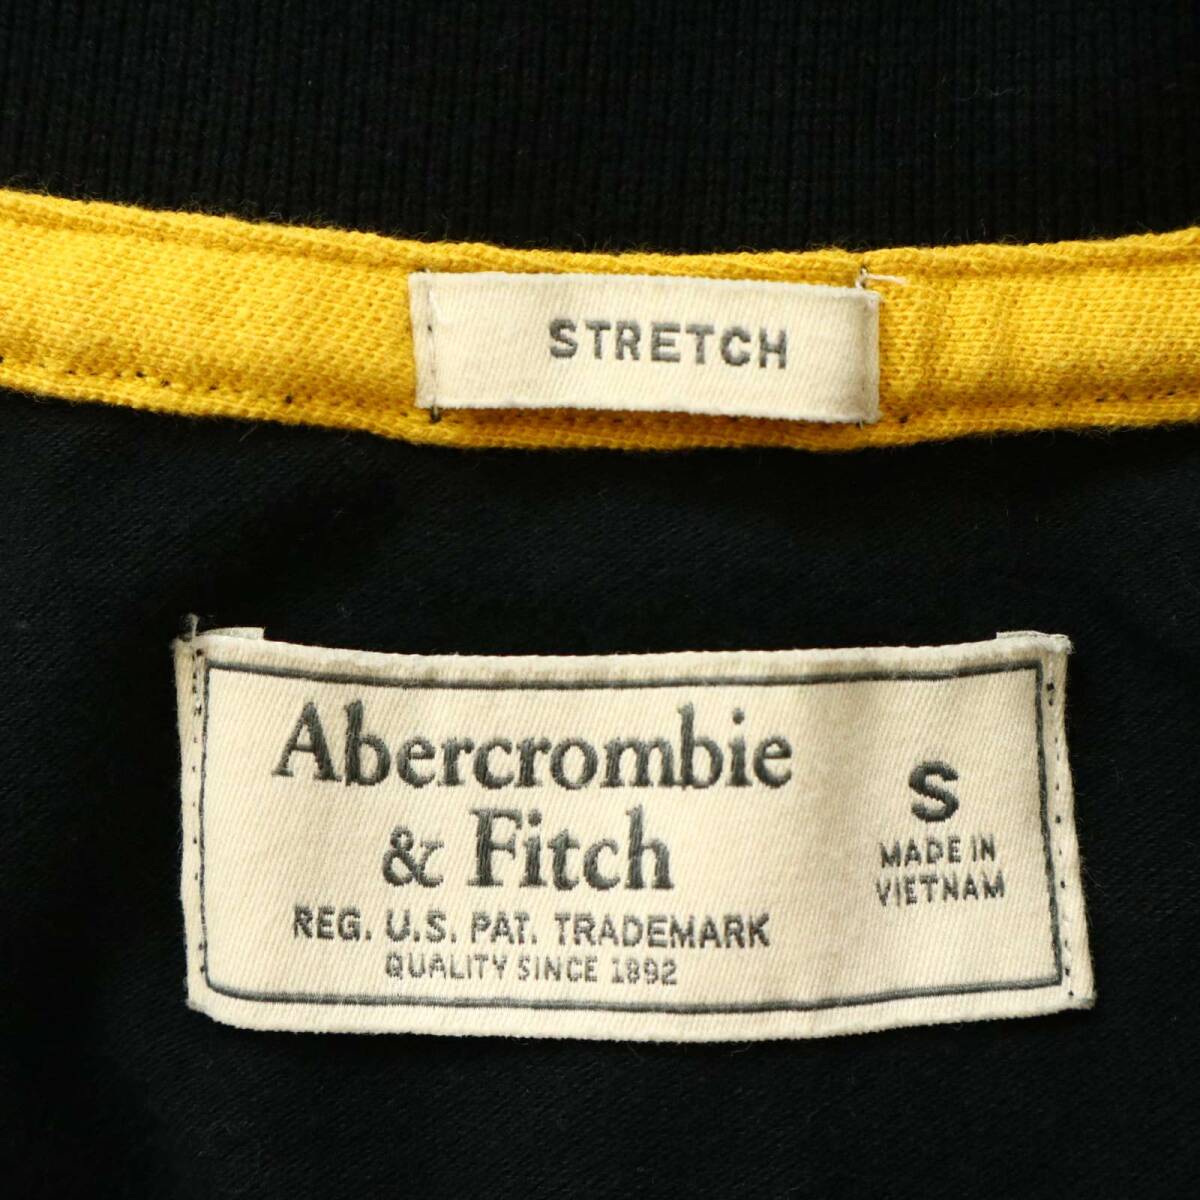 STRETCH
Abercrombie
& Fitch
REG. U.S. PAT. TRADEMARK
QUALITY SINCE 1892
S
MADE IN
VIETNAM